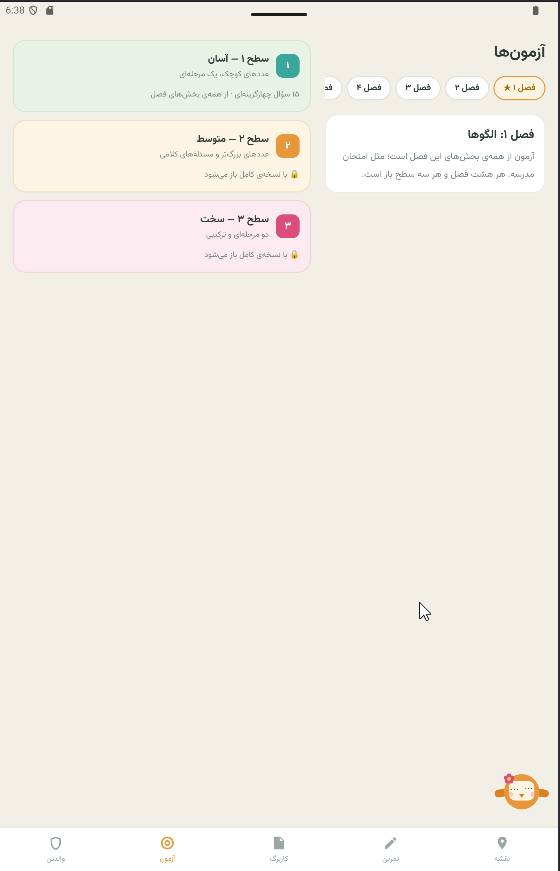 6:38
آزمون‌ها
فصل ۱ ★
فصل ۲
فصل ۳
فصل ۴
فصل ۱: الگوها
آزمون از همه‌ی بخش‌های این فصل است؛ مثل امتحان
مدرسه. هر هشت فصل و هر سه سطح باز است.
۱
سطح ۱ — آسان
عددهای کوچک، یک مرحله‌ای
۱۵ سؤال چهارگزینه‌ای · از همه‌ی بخش‌های فصل
۲
سطح ۲ — متوسط
عددهای بزرگ‌تر و مسئله‌های کلامی
🔒 با نسخه‌ی کامل باز می‌شود
۳
سطح ۳ — سخت
دو مرحله‌ای و ترکیبی
🔒 با نسخه‌ی کامل باز می‌شود
نقشه
تمرین
کاربرگ
آزمون
والدین